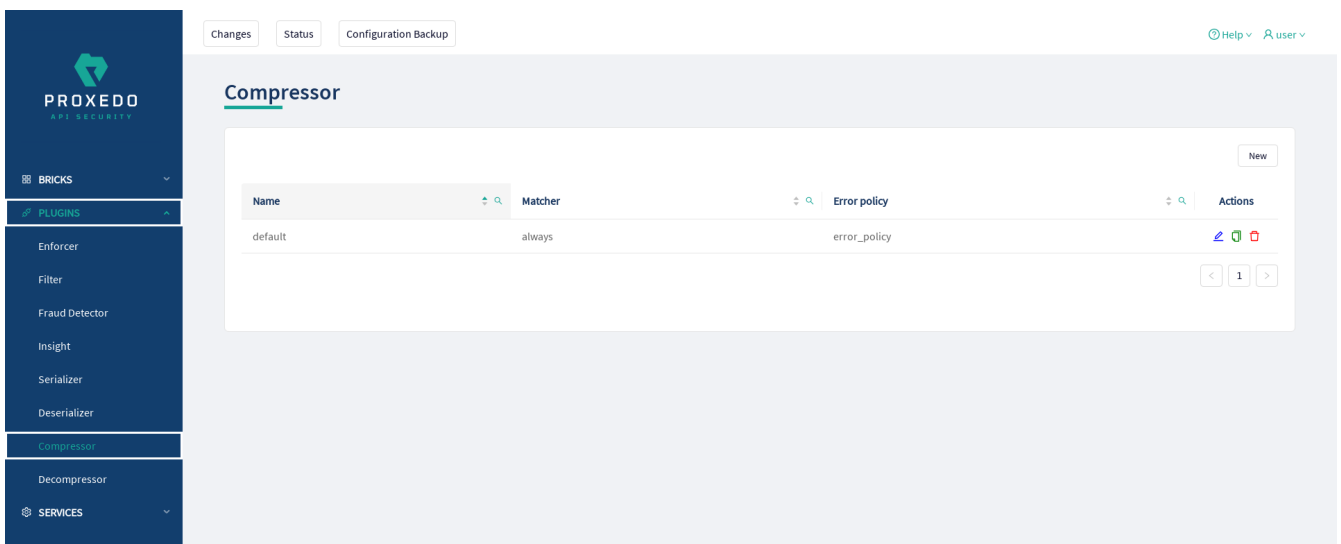 Changes Status Configuration Backup Help user
PROXEDO
API SECURITY
Compressor
New
BRICKS
PLUGINS
Name Matcher Error policy Actions
default always error_policy
Enforcer
1
Filter
Fraud Detector
Insight
Serializer
Deserializer
Compressor
Decompressor
SERVICES